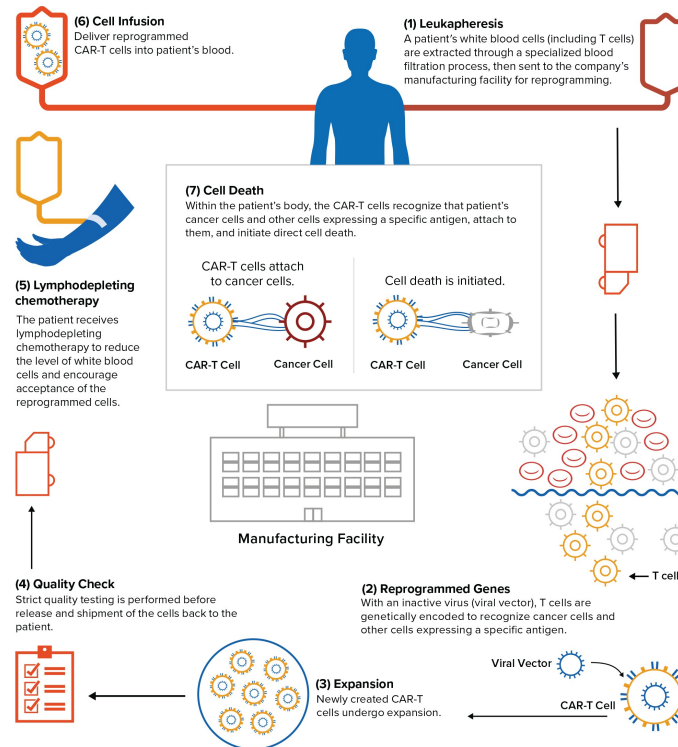 (6) Cell Infusion
Deliver reprogrammed
CAR-T cells into patient's blood.
(1) Leukapheresis
A patient's white blood cells (including T cells)
are extracted through a specialized blood
filtration process, then sent to the company's
manufacturing facility for reprogramming.
(7) Cell Death
Within the patient's body, the CAR-T cells recognize that patient's
cancer cells and other cells expressing a specific antigen, attach to
them, and initiate direct cell death.
CAR-T cells attach
to cancer cells.
CAR-T Cell
Cancer Cell
Cell death is initiated.
CAR-T Cell
Cancer Cell
(5) Lymphodepleting
chemotherapy
The patient receives
lymphodepleting
chemotherapy to reduce
the level of white blood
cells and encourage
acceptance of the
reprogrammed cells.
Manufacturing Facility
T cell
(4) Quality Check
Strict quality testing is performed before
release and shipment of the cells back to the
patient.
(2) Reprogrammed Genes
With an inactive virus (viral vector), T cells are
genetically encoded to recognize cancer cells and
other cells expressing a specific antigen.
Viral Vector
CAR-T Cell
(3) Expansion
Newly created CAR-T
cells undergo expansion.